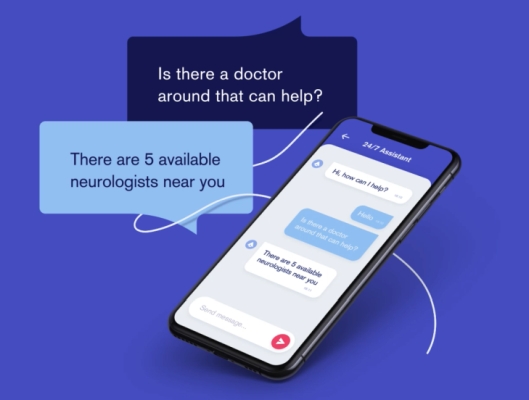 Is there a doctor
around that can help?
There are 5 available
neurologists near you
24/7 Assistant
Hi, how can I help?
Hello
Is there a doctor
around that can help?
There are 5 available
neurologists near you
Send message...